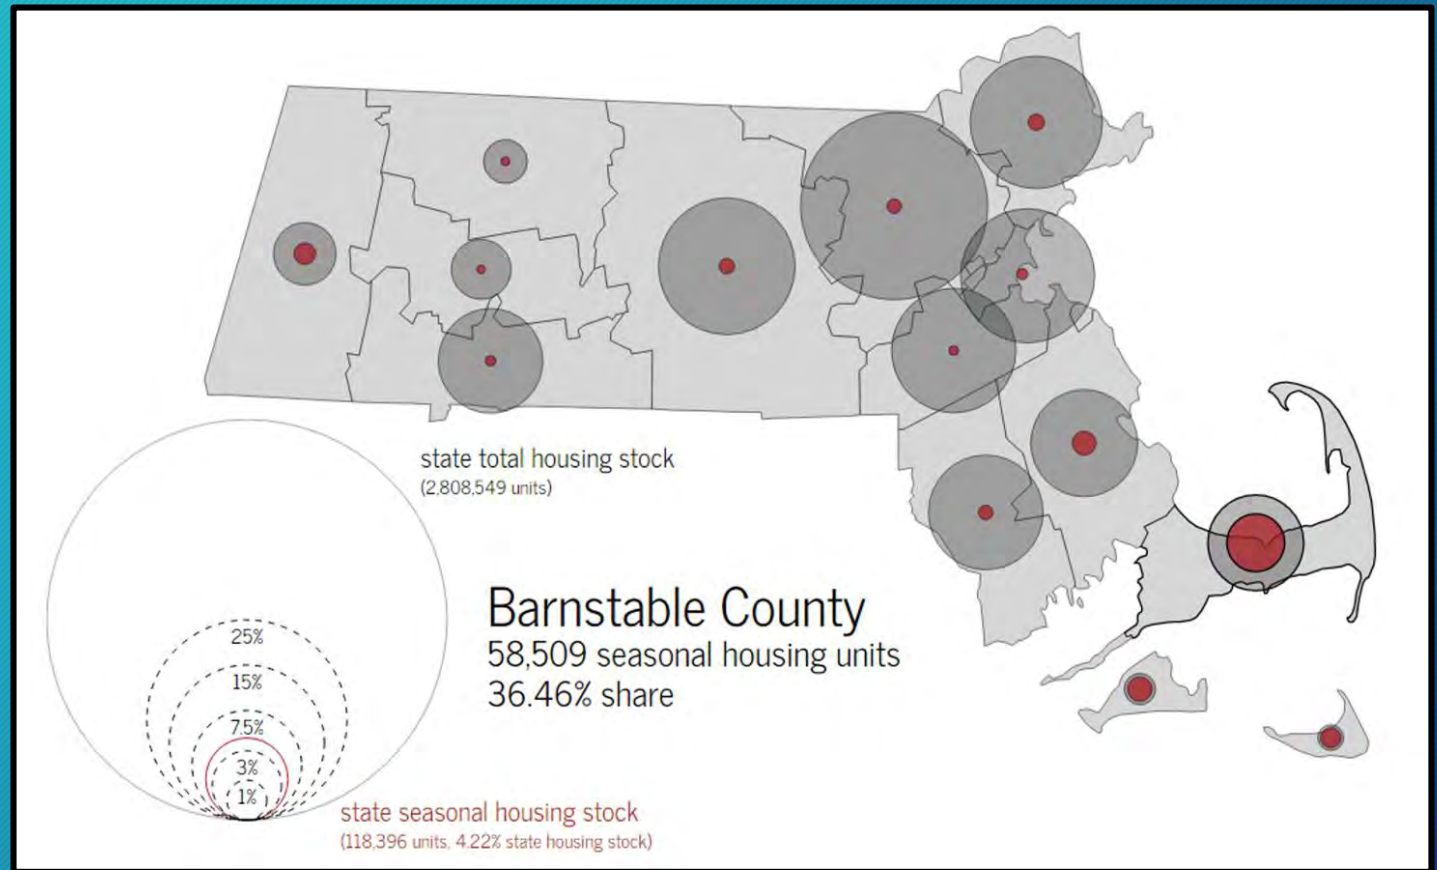 state total housing stock
(2,808,549 units)
Barnstable County
58,509 seasonal housing units
36.46% share
25%
15%
7.5%
3%
1%
state seasonal housing stock
(118,396 units, 4.22% state housing stock)